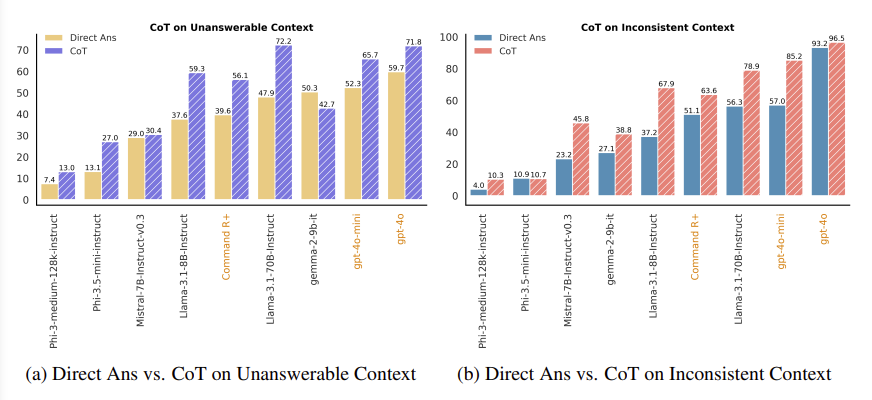 CoT on Unanswerable Context
Direct Ans
CoT
70
60
50
40
30
20
10
0
7.4 13.0 13.1 27.0 29.0 30.4 37.6 59.3 39.6 56.1 47.9 72.2 50.3 42.7 52.3 65.7 59.7 71.8
Phi-3-medium-128k-instruct
Phi-3.5-mini-instruct
Mistral-7B-Instruct-v0.3
Llama-3.1-8B-Instruct
Command R+
Llama-3.1-70B-Instruct
gemma-2-9b-it
gpt-4o-mini
gpt-4o
(a) Direct Ans vs. CoT on Unanswerable Context
CoT on Inconsistent Context
Direct Ans
CoT
100
80
60
40
20
0
4.0 10.3 10.9 10.7 23.2 45.8 27.1 38.8 37.2 67.9 51.1 63.6 56.3 78.9 57.0 85.2 93.2 96.5
Phi-3-medium-128k-instruct
Phi-3.5-mini-instruct
Mistral-7B-Instruct-v0.3
gemma-2-9b-it
Llama-3.1-8B-Instruct
Command R+
Llama-3.1-70B-Instruct
gpt-4o-mini
gpt-4o
(b) Direct Ans vs. CoT on Inconsistent Context